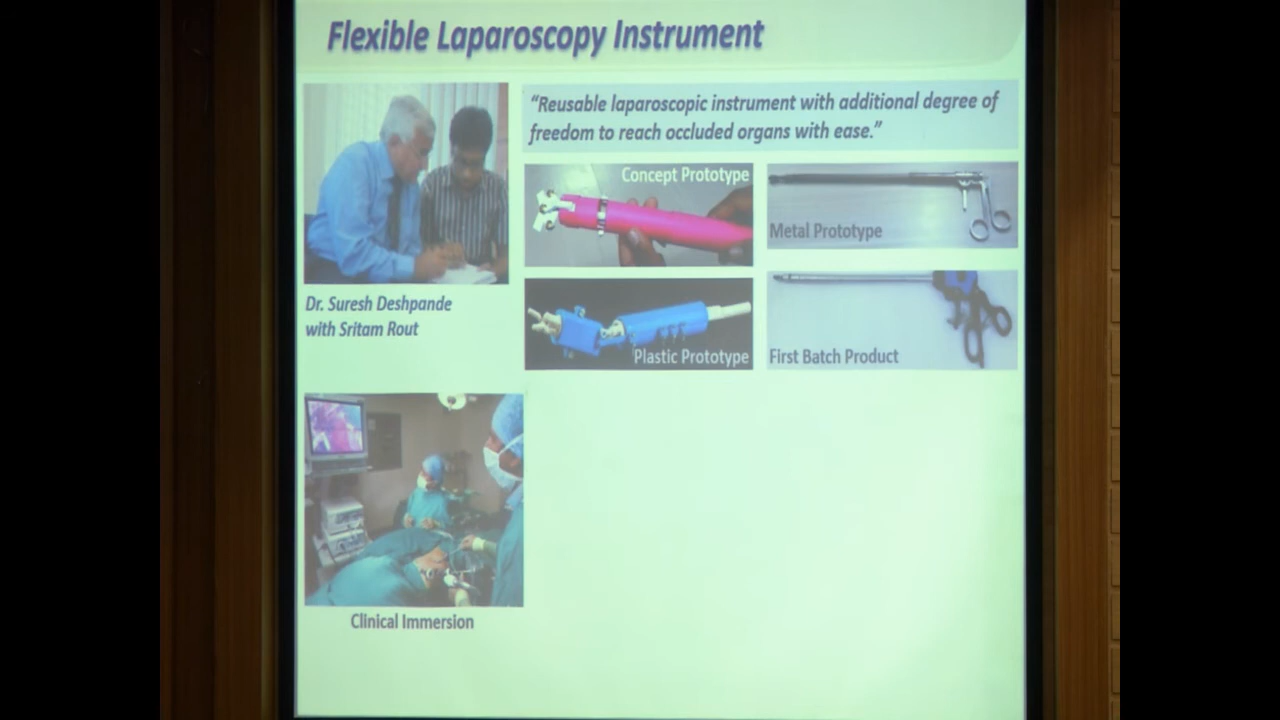 Flexible Laparoscopy Instrument
“Reusable laparoscopic instrument with additional degree of
freedom to reach occluded organs with ease.”
Concept Prototype
Metal Prototype
Plastic Prototype
First Batch Product
Dr. Suresh Deshpande
with Sritam Rout
Clinical Immersion